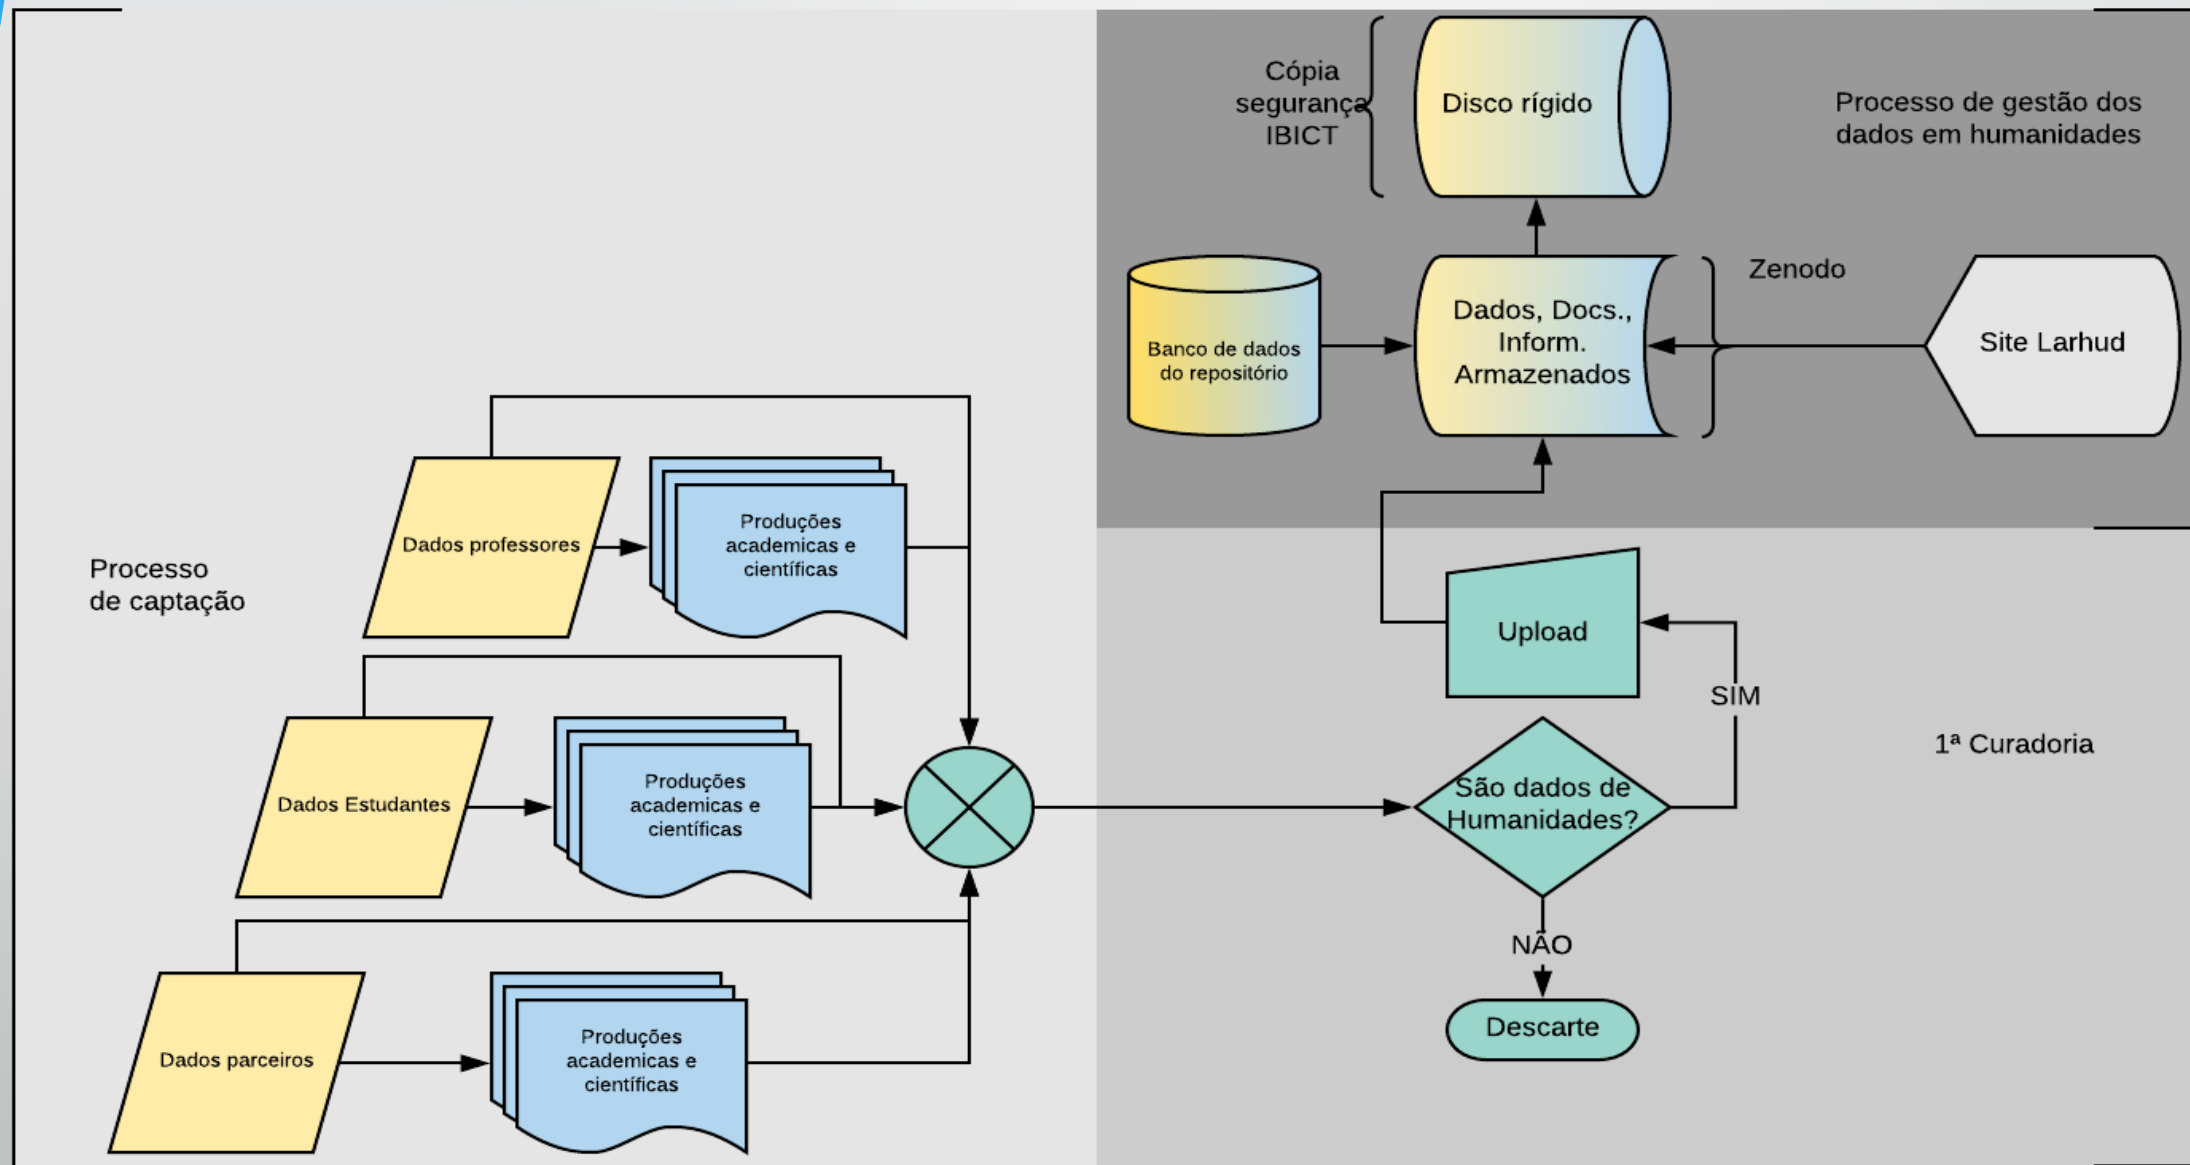 Processo
de captação
Dados professores
Produções
academicas e
científicas
Dados Estudantes
Produções
academicas e
científicas
Dados parceiros
Produções
academicas e
científicas
Cópia
segurança
IBICT
Disco rígido
Processo de gestão dos
dados em humanidades
Banco de dados
do repositório
Dados, Docs.,
Inform.
Armazenados
Zenodo
Site Larhud
Upload
SIM
São dados de
Humanidades?
1ª Curadoria
NÃO
Descarte